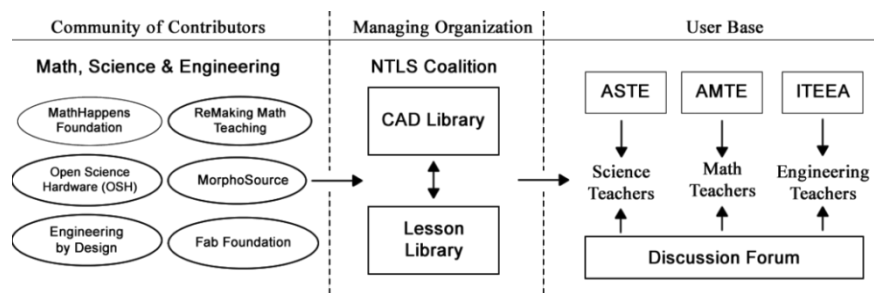 Community of Contributors
Managing Organization
User Base
Math, Science & Engineering
NTLS Coalition
MathHappens
Foundation
ReMaking Math
Teaching
Open Science
Hardware (OSH)
MorphoSource
Engineering
by Design
Fab Foundation
CAD Library
Lesson
Library
ASTE
AMTE
ITEEA
Science
Teachers
Math
Teachers
Engineering
Teachers
Discussion Forum